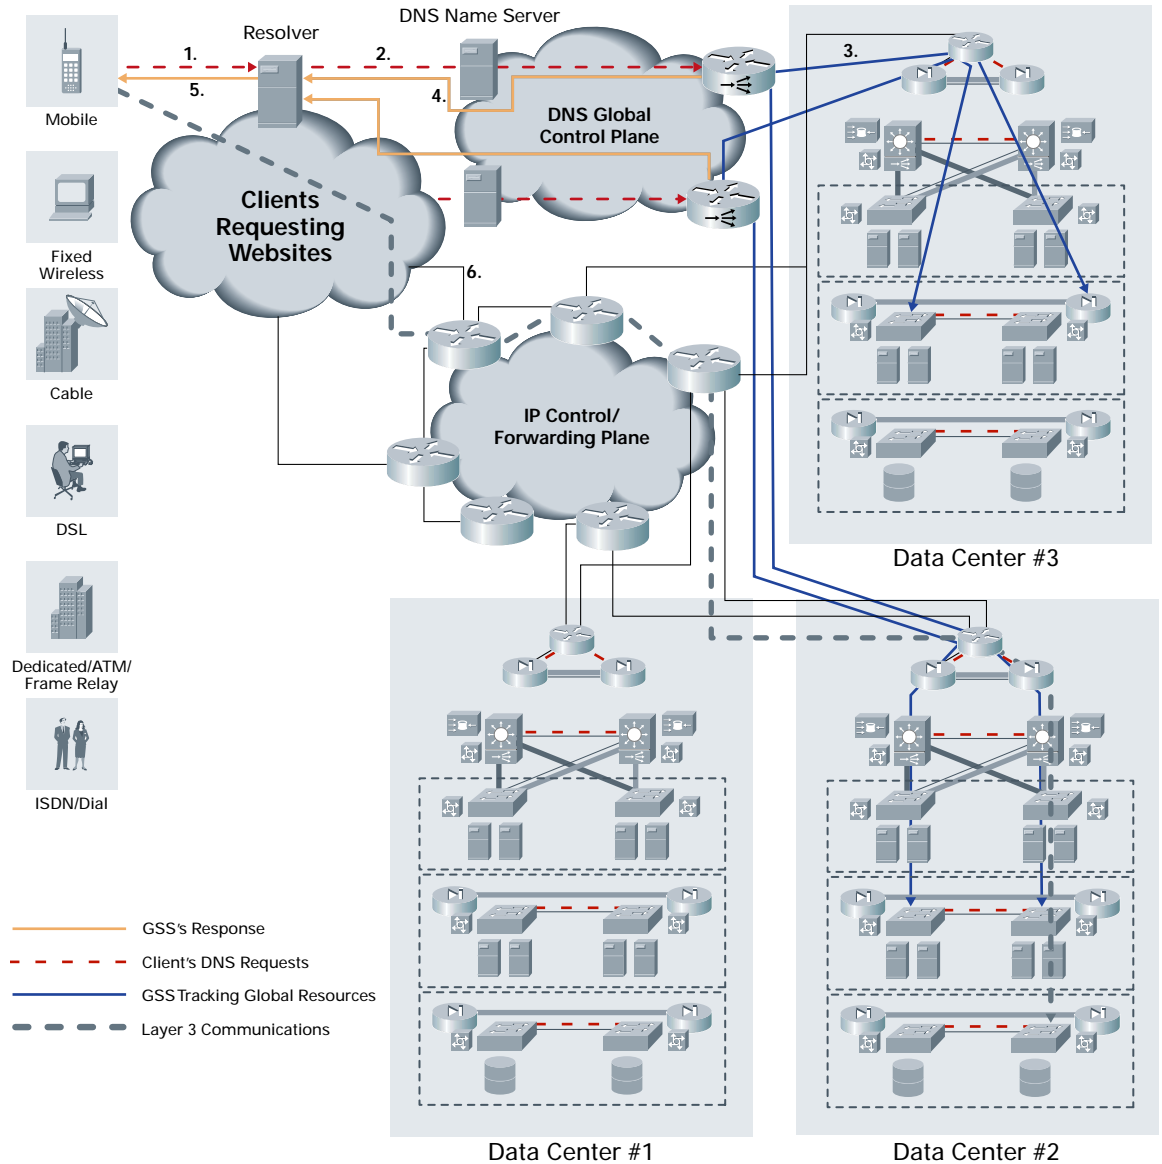 DNS Name Server
Resolver
1.
2.
3.
4.
5.
Mobile
DNS Global
Control Plane
Clients
Requesting
Websites
Fixed
Wireless
6.
Cable
IP Control/
Forwarding Plane
DSL
Data Center #3
Dedicated/ATM/
Frame Relay
ISDN/Dial
GSS's Response
Client's DNS Requests
GSS Tracking Global Resources
Layer 3 Communications
Data Center #1
Data Center #2